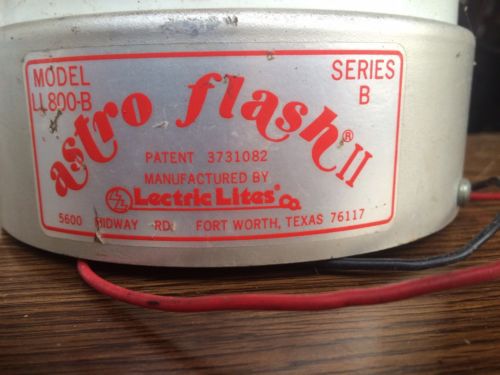 MODEL
LL800-B
SERIES
B
astro flash® II
PATENT 3731082
MANUFACTURED BY
Lectric Lites® Co
5600 MIDWAY RD. FORT WORTH, TEXAS 76117